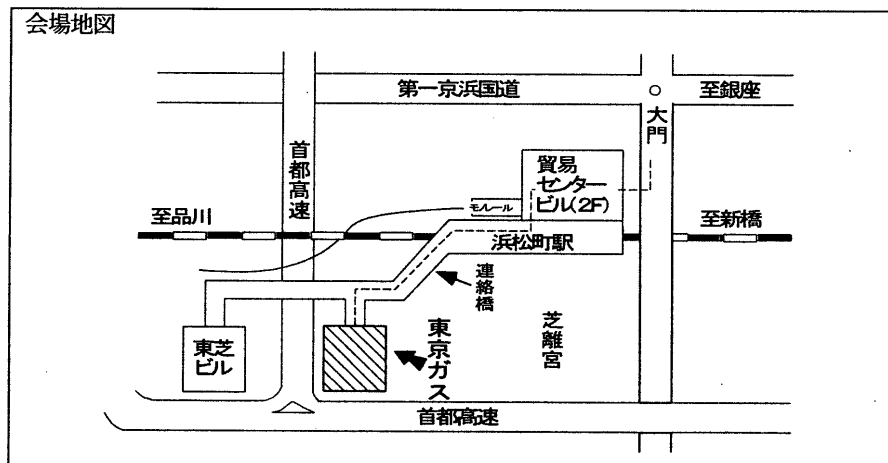 会場地図
第一京浜国道
至銀座
大門
首都高速
貿易
センター
ビル(2F)
モルール
至品川
至新橋
浜松町駅
連絡橋
芝離宮
東芝
ビル
東京ガス
首都高速